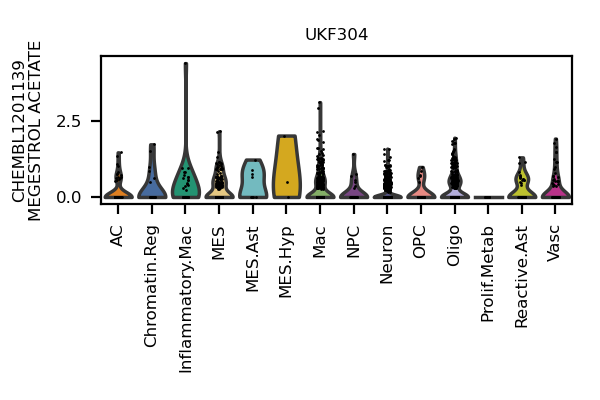 UKF304
CHEMBL1201139
MEGESTROL ACETATE
2.5
0.0
AC
Chromatin.Reg
Inflammatory.Mac
MES
MES.Ast
MES.Hyp
Mac
NPC
Neuron
OPC
Oligo
Prolif.Metab
Reactive.Ast
Vasc